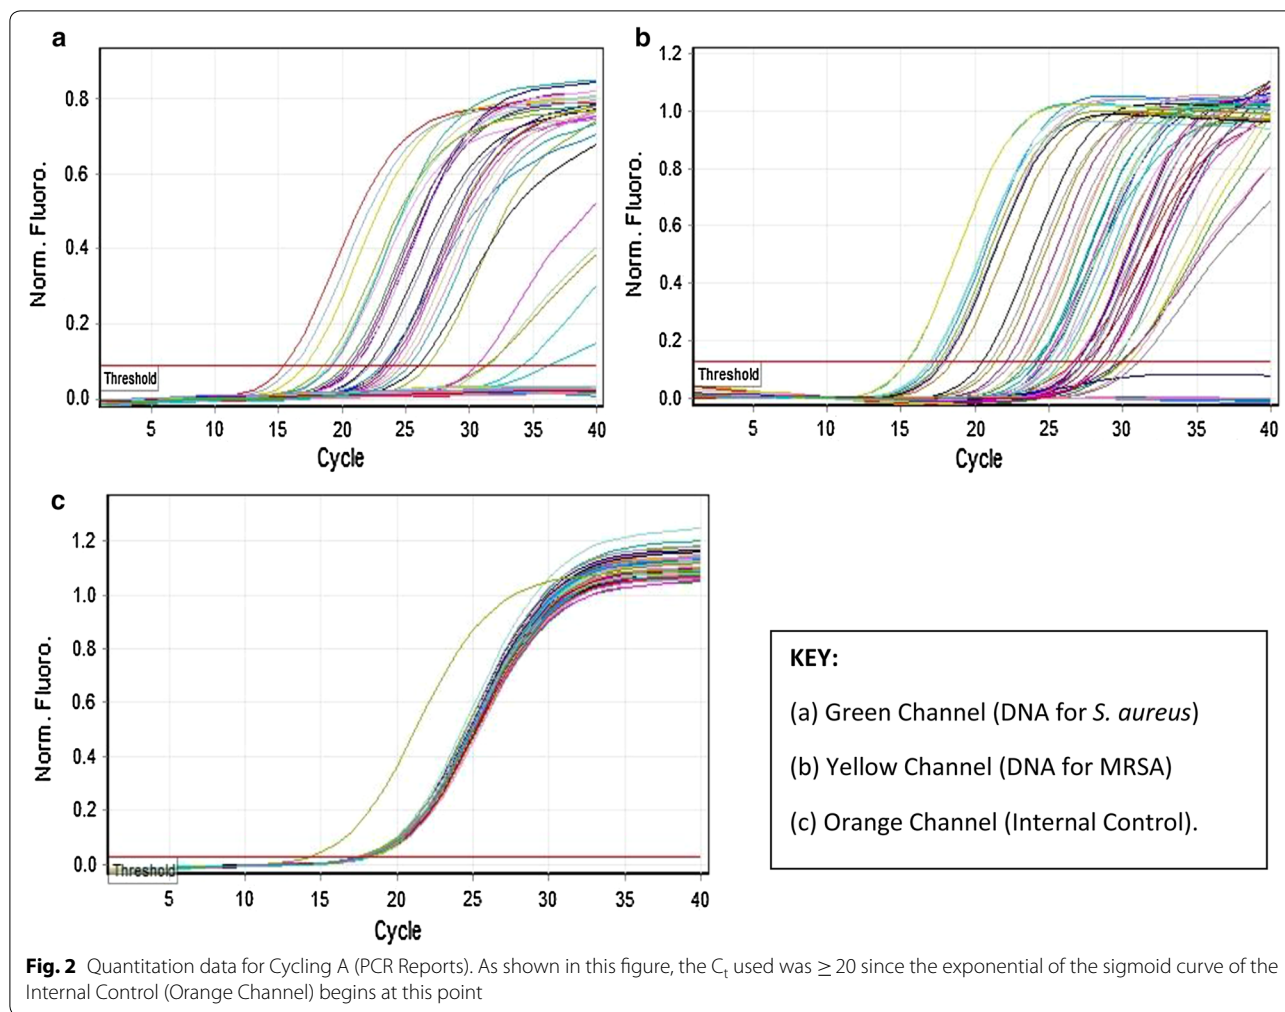 a
Norm. Fluoro.
0.8
0.6
0.4
0.2
0.0
Threshold
5 10 15 20 25 30 35 40
Cycle
b
Norm. Fluoro.
1.2
1.0
0.8
0.6
0.4
0.2
0.0
Threshold
5 10 15 20 25 30 35 40
Cycle
c
Norm. Fluoro.
1.2
1.0
0.8
0.6
0.4
0.2
0.0
Threshold
5 10 15 20 25 30 35 40
Cycle
KEY:
(a) Green Channel (DNA for S. aureus)
(b) Yellow Channel (DNA for MRSA)
(c) Orange Channel (Internal Control).
Fig. 2 Quantitation data for Cycling A (PCR Reports). As shown in this figure, the Ct used was ≥ 20 since the exponential of the sigmoid curve of the
Internal Control (Orange Channel) begins at this point